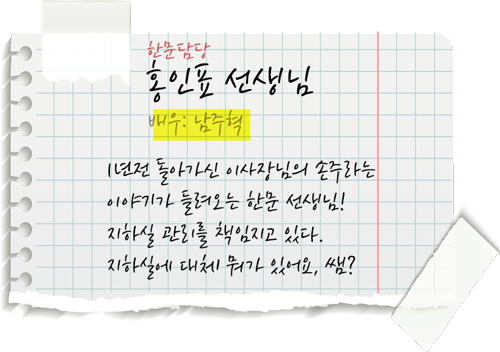 한문담당
홍인표 선생님
배우: 남주혁
1년전 돌아가신 이사장님의 손주라는
이야기가 들려오는 한문 선생님!
지하실 관리를 책임지고 있다.
지하실에 대체 뭐가 있어요, 쌤?